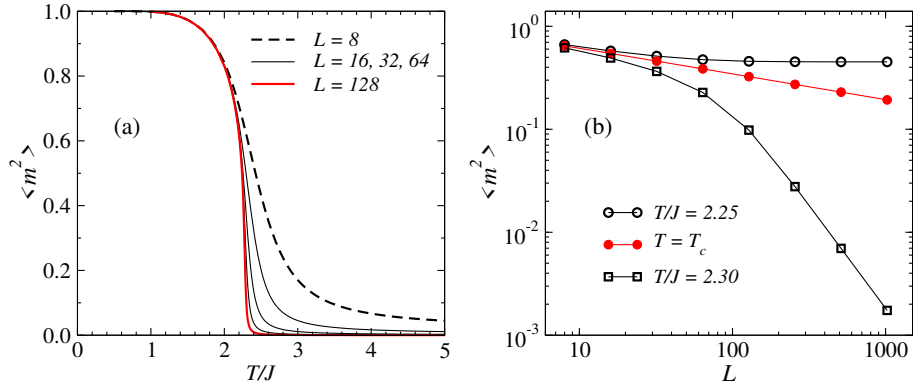 1.0
0.8
0.6
0.4
0.2
0.0
0 1 2 3 4 5
T/J
< m² >
(a)
L = 8
L = 16, 32, 64
L = 128
10⁰
10⁻¹
10⁻²
10⁻³
10 100 1000
L
< m² >
(b)
T/J = 2.25
T = T_c
T/J = 2.30